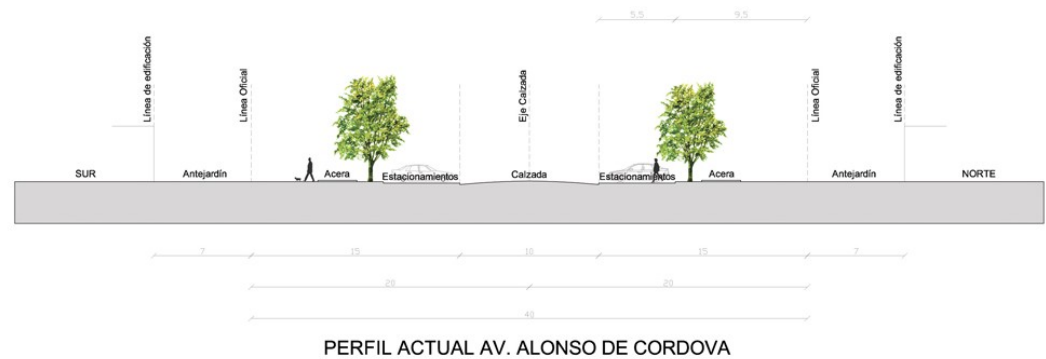 5,5
9,5
Línea de edificación
Línea Oficial
Eje Calzada
Línea Oficial
Línea de edificación
SUR
Antejardín
Acera
Estacionamientos
Calzada
Estacionamientos
Acera
Antejardín
NORTE
7
15
10
15
7
20
20
40
PERFIL ACTUAL AV. ALONSO DE CORDOVA